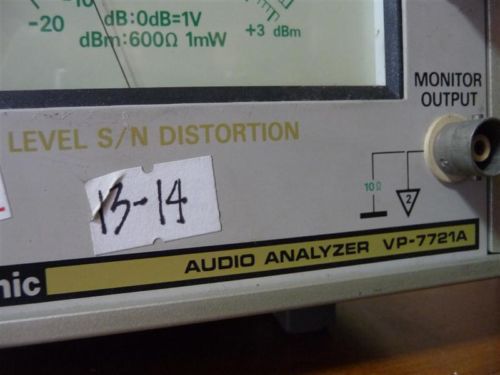 -20 -10
dB:0dB=1V
dBm:600Ω 1mW
+3 dBm
MONITOR
OUTPUT
LEVEL S/N DISTORTION
13-14
10Ω
2
nic
AUDIO ANALYZER VP-7721A